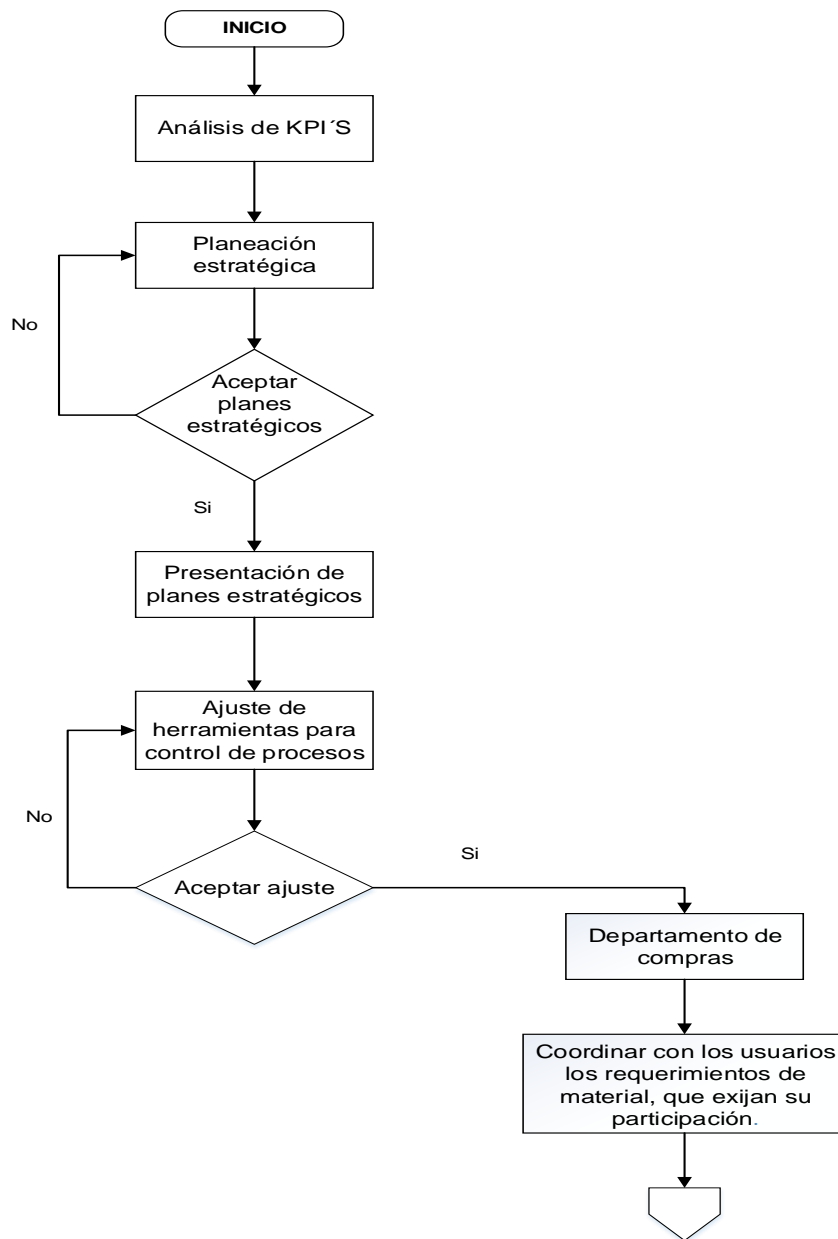 INICIO
Análisis de KPI´S
Planeación
estratégica
No
Aceptar
planes
estratégicos
Si
Presentación de
planes estratégicos
Ajuste de
herramientas para
control de procesos
No
Aceptar ajuste
Si
Departamento de
compras
Coordinar con los usuarios
los requerimientos de
material, que exijan su
participación.